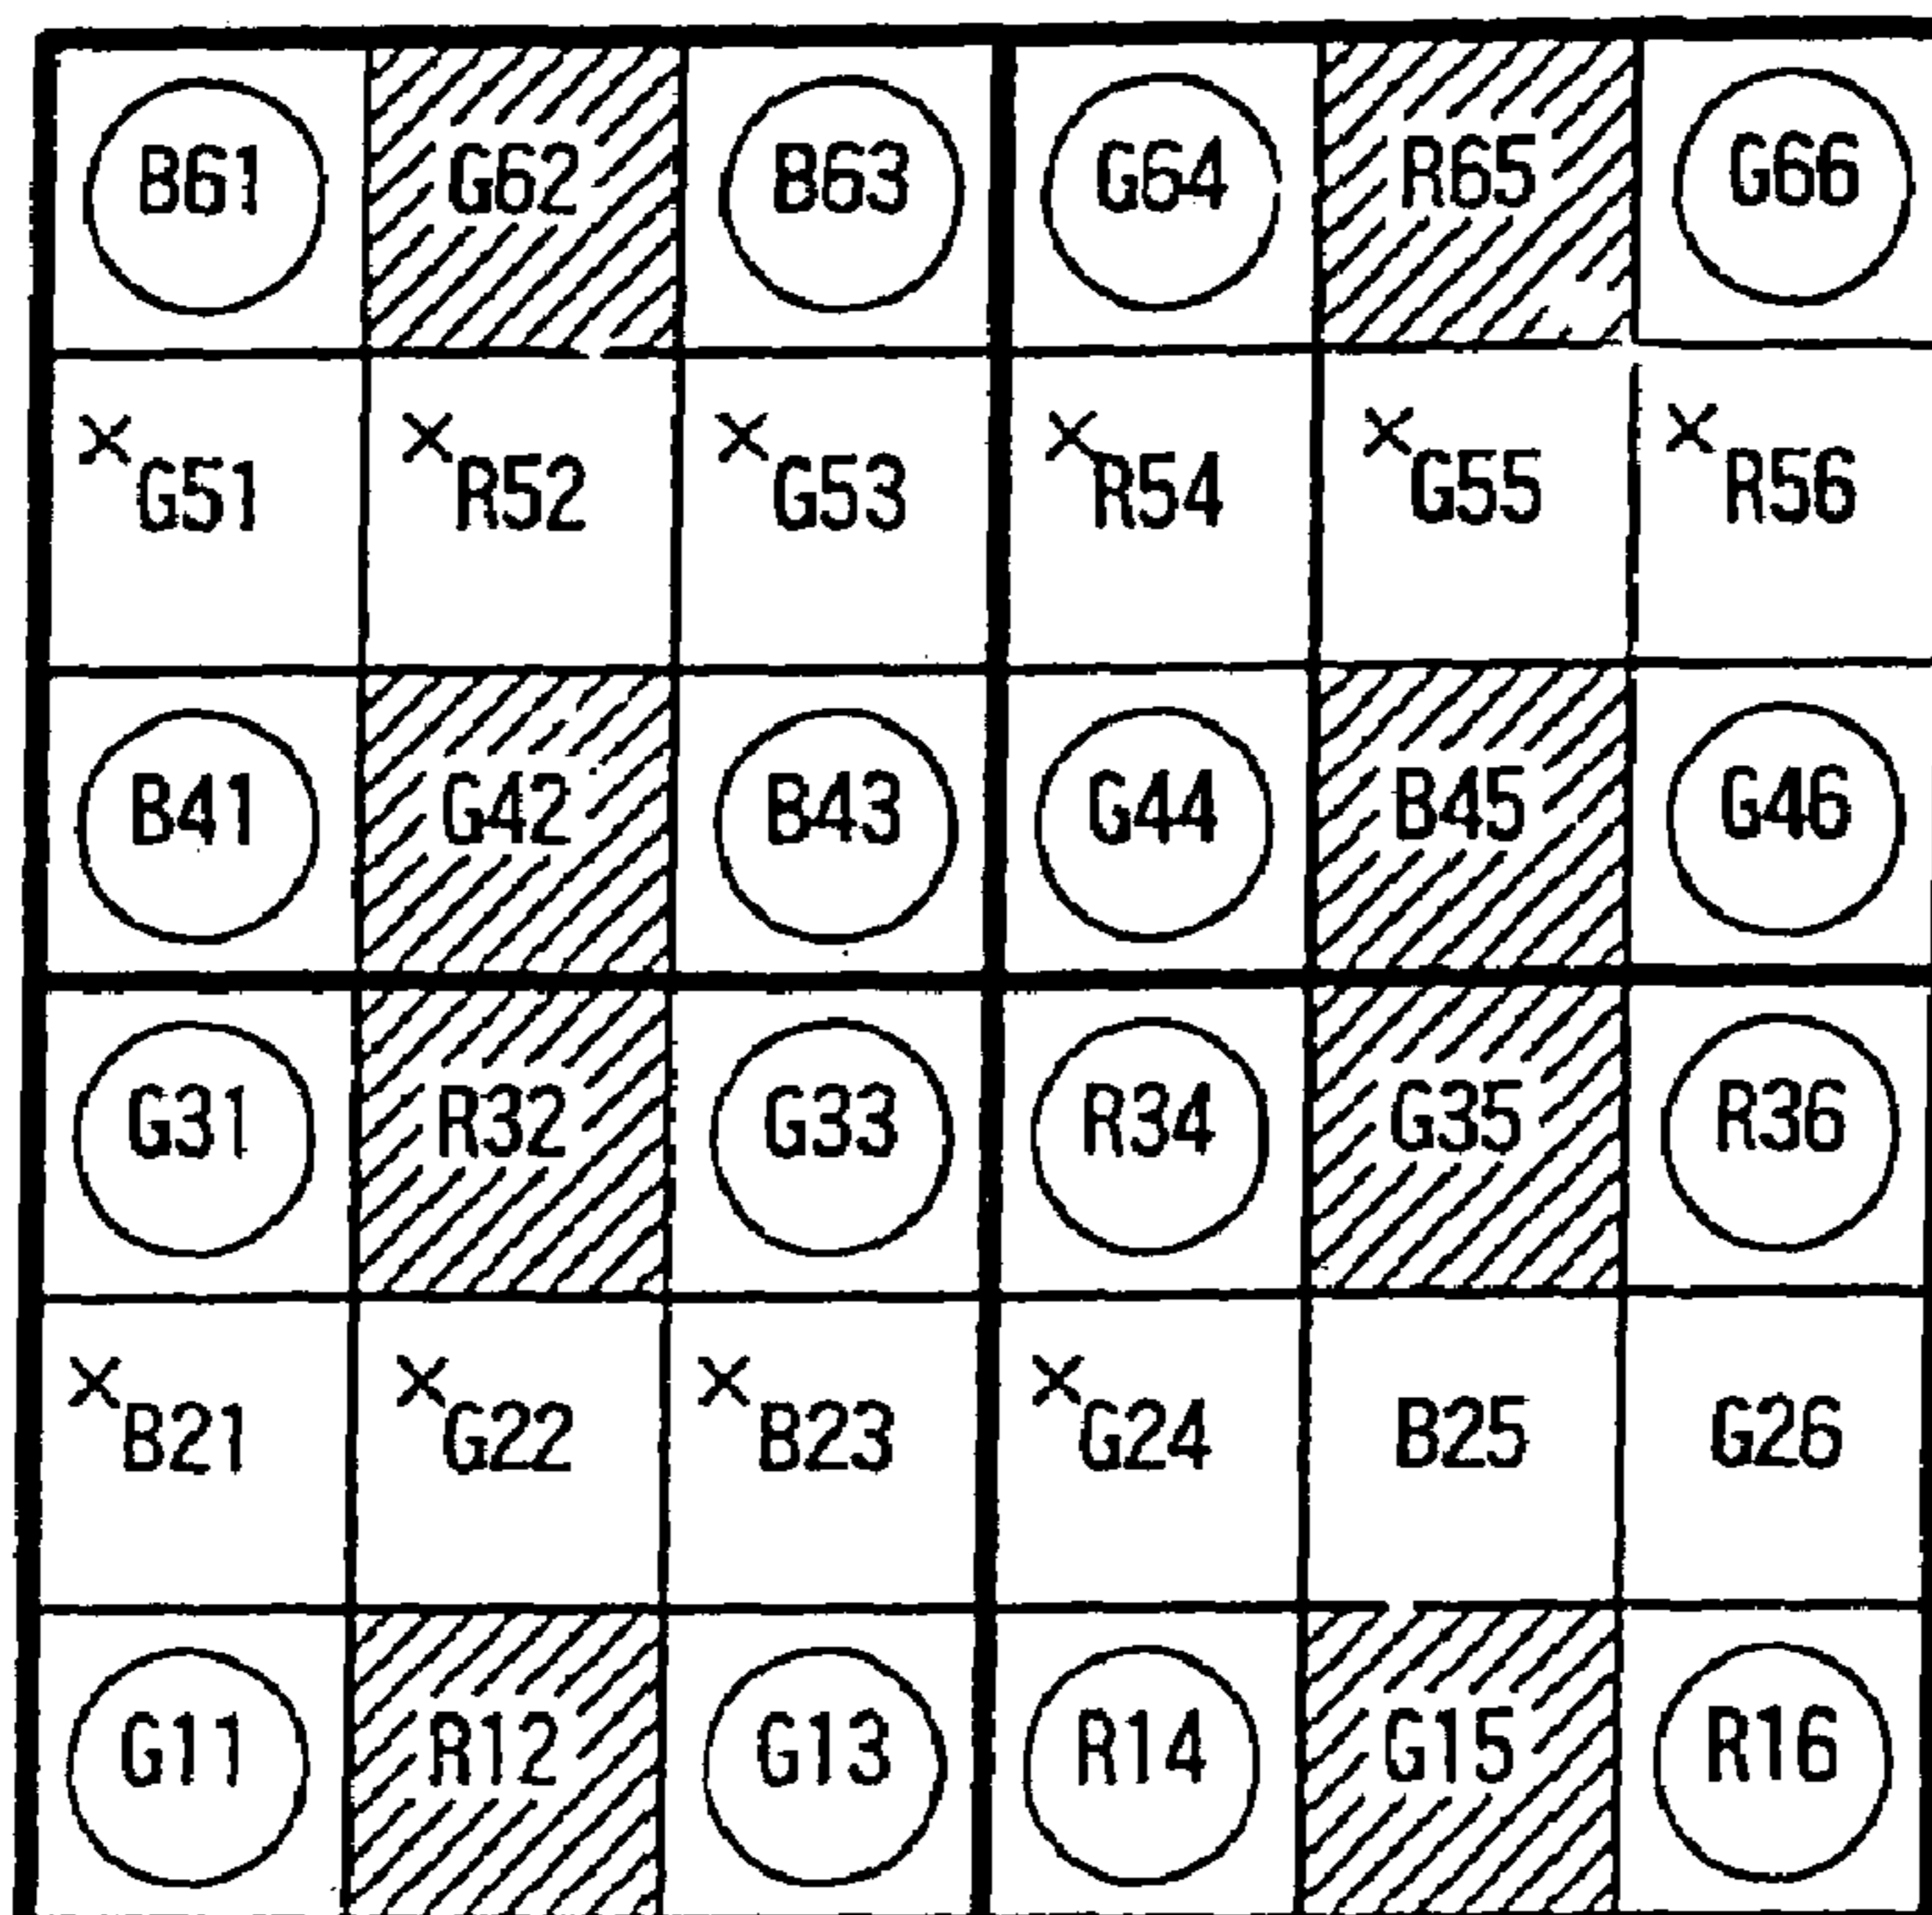 B61 G62 B63 G64 R65 G66
×G51 ×R52 ×G53 ×R54 ×G55 ×R56
B41 G42 B43 G44 B45 G46
G31 R32 G33 R34 G35 R36
×B21 ×G22 ×B23 ×G24 B25 G26
G11 R12 G13 R14 G15 R16